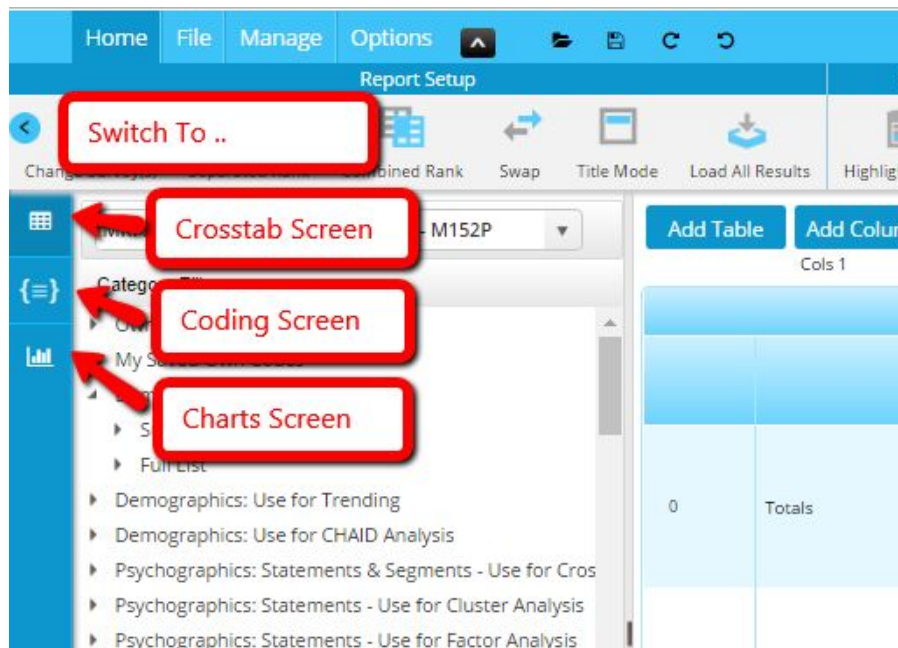 Home File Manage Options
Report Setup
Switch To ..
Combined Rank Swap Title Mode Load All Results
Crosstab Screen - M152P Add Table
Cols 1
{≡}
Coding Screen
My
Charts Screen
Full List
Demographics: Use for Trending
0 Totals
Demographics: Use for CHAID Analysis
Psychographics: Statements & Segments - Use for Cros
Psychographics: Statements - Use for Cluster Analysis
Psychographics: Statements - Use for Factor Analysis